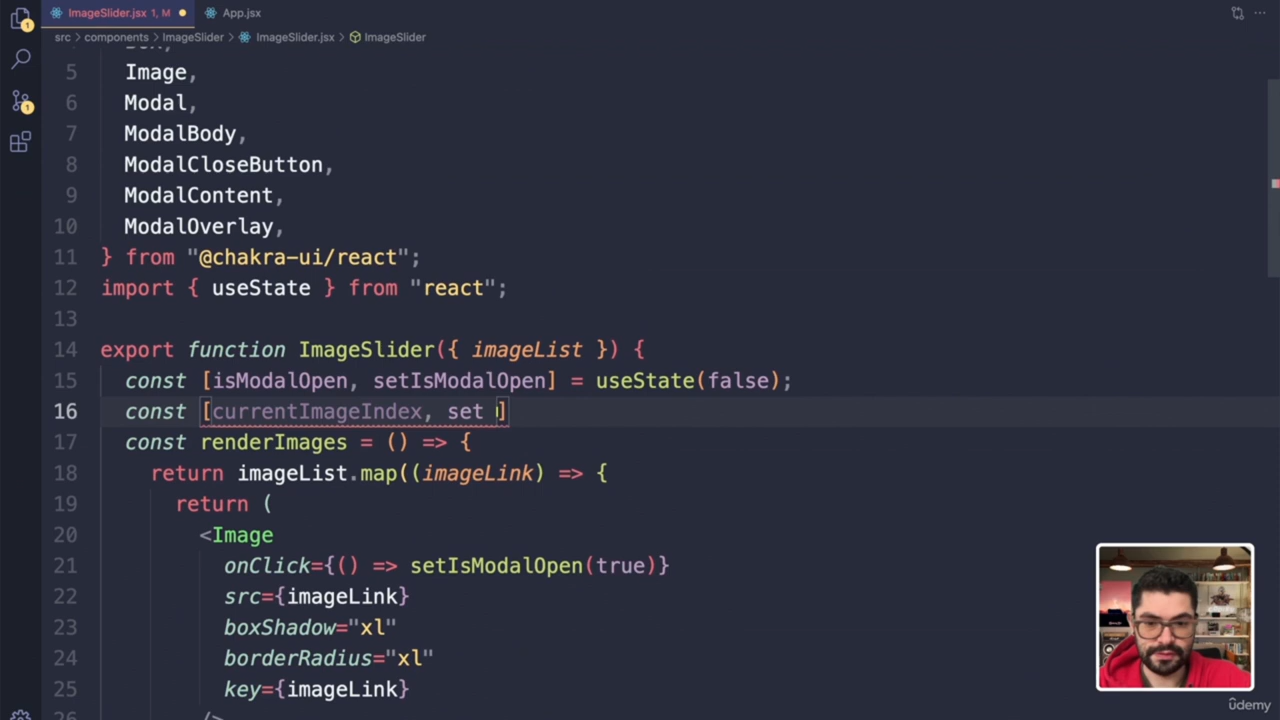 ImageSlider.jsx 1, M
App.jsx
src > components > ImageSlider > ImageSlider.jsx > ImageSlider
5 Image,
6 Modal,
7 ModalBody,
8 ModalCloseButton,
9 ModalContent,
10 ModalOverlay,
11 } from "@chakra-ui/react";
12 import { useState } from "react";
13
14 export function ImageSlider({ imageList }) {
15 const [isModalOpen, setIsModalOpen] = useState(false);
16 const [currentImageIndex, set ]
17 const renderImages = () => {
18 return imageList.map((imageLink) => {
19 return (
20 <Image
21 onClick={() => setIsModalOpen(true)}
22 src={imageLink}
23 boxShadow="xl"
24 borderRadius="xl"
25 key={imageLink}
/>
1
1
ûdemy